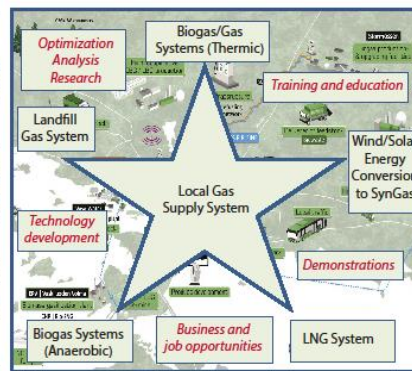 Optimization
Analysis
Research
Biogas/Gas
Systems (Thermic)
Training and education
Landfill
Gas System
Wind/Solar
Energy
Conversion
to SynGas
Local Gas
Supply System
Technology
development
Demonstrations
Biogas Systems
(Anaerobic)
Business and
job opportunities
LNG System